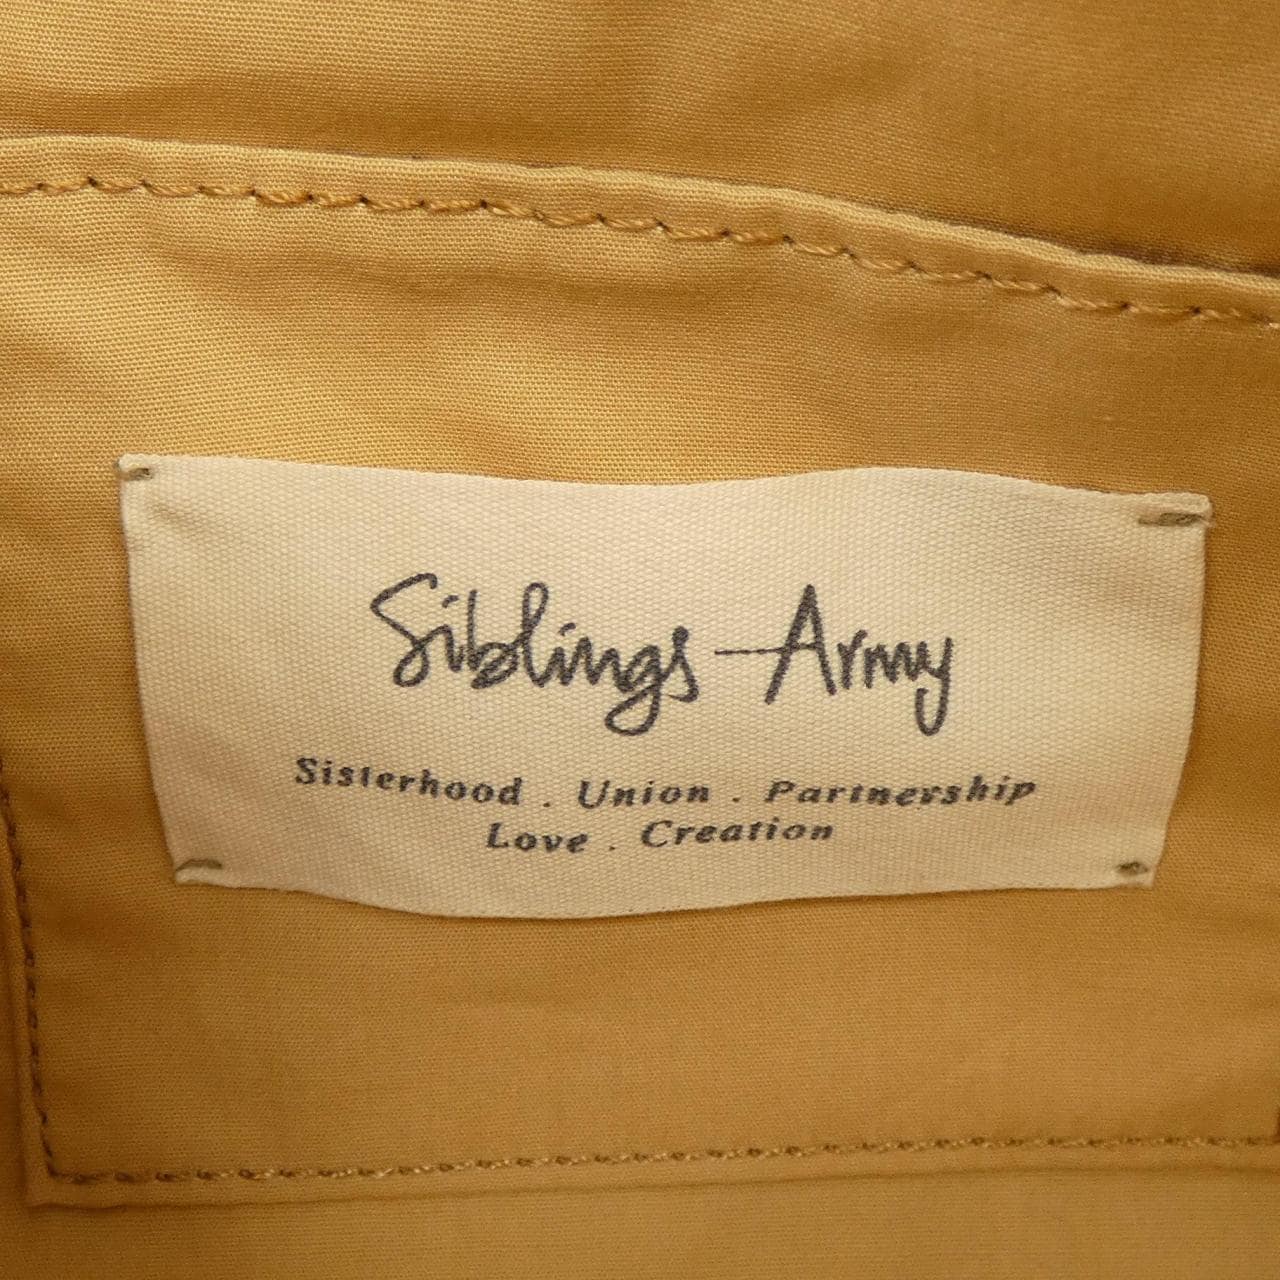 Siblings Army
Sisterhood . Union . Partnership
Love . Creation